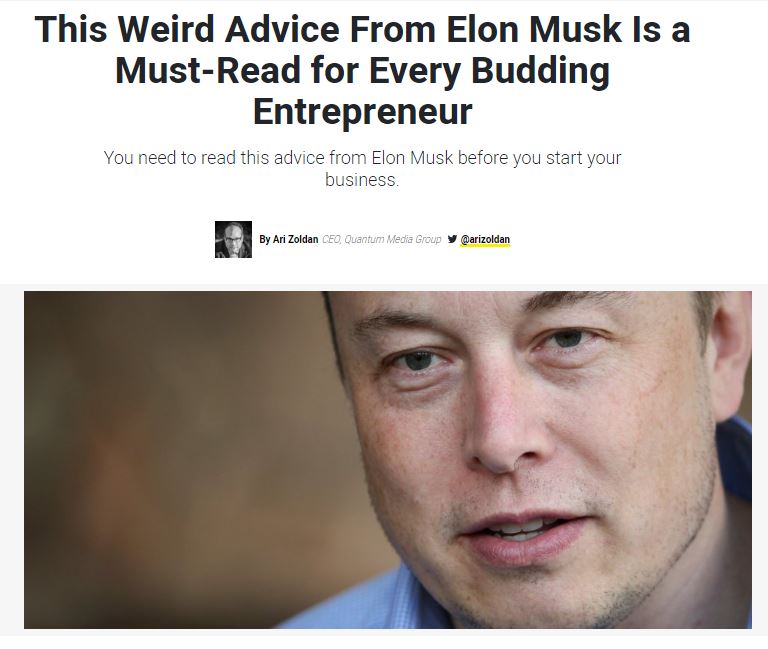 This Weird Advice From Elon Musk Is a
Must-Read for Every Budding
Entrepreneur
You need to read this advice from Elon Musk before you start your
business.
By Ari Zoldan CEO, Quantum Media Group @arizoldan